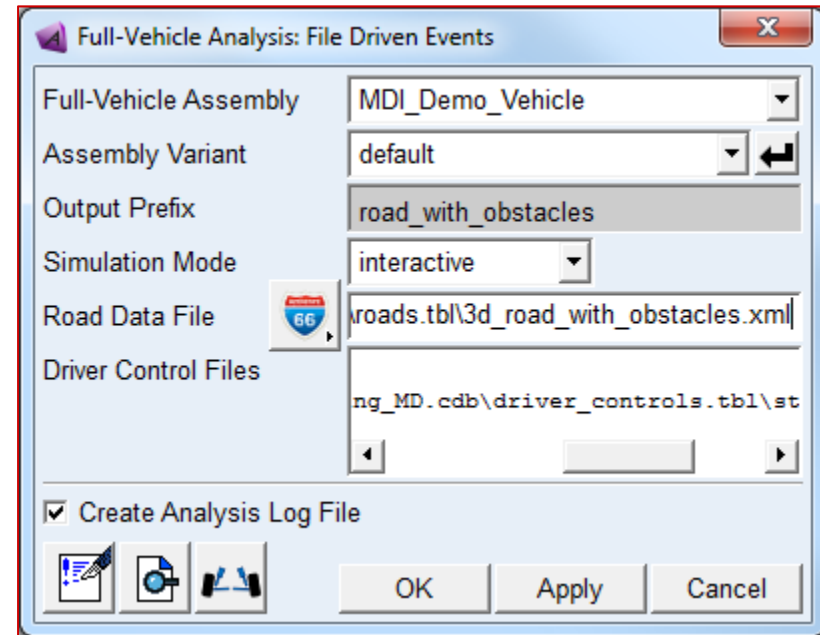 Full-Vehicle Analysis: File Driven Events
Full-Vehicle Assembly MDI_Demo_Vehicle
Assembly Variant default
Output Prefix road_with_obstacles
Simulation Mode interactive
Road Data File 66 \roads.tbl\3d_road_with_obstacles.xml
Driver Control Files
ng_MD.cdb\driver_controls.tbl\st
Create Analysis Log File
OK Apply Cancel